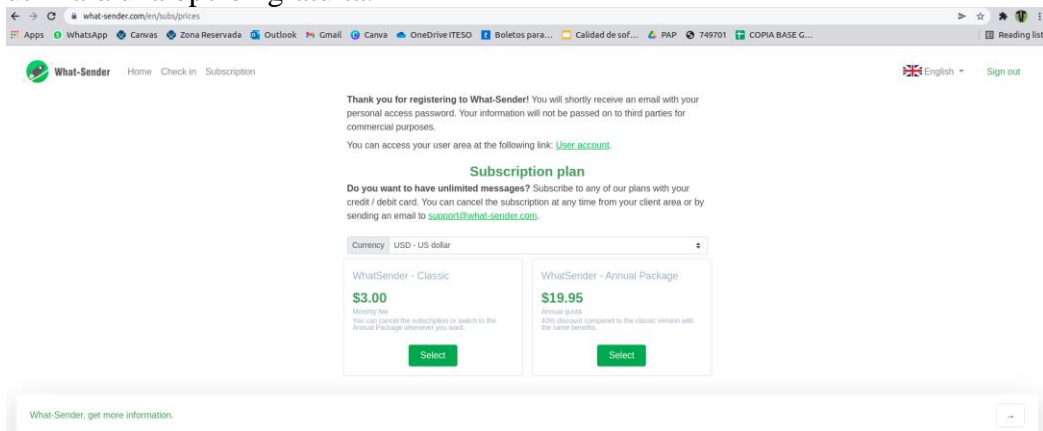 what-sender.com/en/subs/prices
Apps WhatsApp Canvas Zona Reservada Outlook Gmail Canva OneDrive ITESO Boletos para... Calidad de sof... PAP 749701 COPIA BASE G... Reading list
What-Sender Home Check in Subscription English Sign out
Thank you for registering to What-Sender! You will shortly receive an email with your
personal access password. Your information will not be passed on to third parties for
commercial purposes.
You can access your user area at the following link: User account.
Subscription plan
Do you want to have unlimited messages? Subscribe to any of our plans with your
credit / debit card. You can cancel the subscription at any time from your client area or by
sending an email to support@what-sender.com.
Currency USD - US dollar
WhatSender - Classic
$3.00
Monthly fee
You can cancel the subscription or switch to the
Annual Package whenever you want.
Select
WhatSender - Annual Package
$19.95
Annual quota
40% discount compared to the classic version with
the same benefits.
Select
What-Sender, get more information.